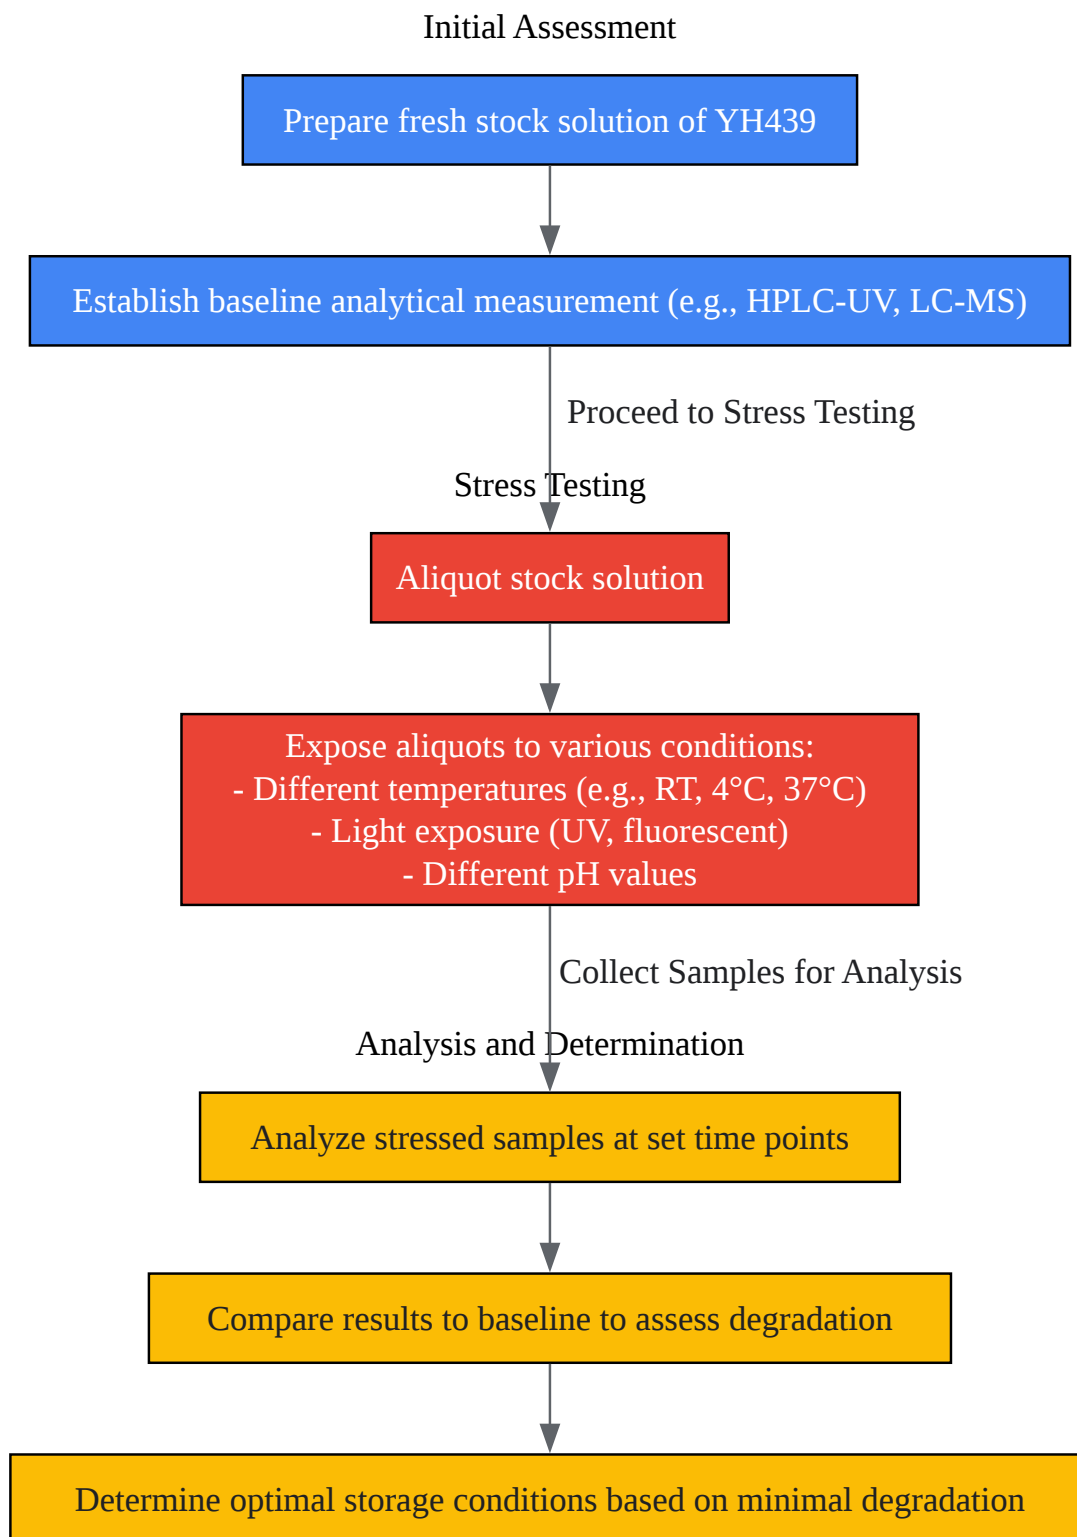 Initial Assessment
Prepare fresh stock solution of YH439
Establish baseline analytical measurement (e.g., HPLC-UV, LC-MS)
Proceed to Stress Testing
Stress Testing
Aliquot stock solution
Expose aliquots to various conditions:
- Different temperatures (e.g., RT, 4°C, 37°C)
- Light exposure (UV, fluorescent)
- Different pH values
Collect Samples for Analysis
Analysis and Determination
Analyze stressed samples at set time points
Compare results to baseline to assess degradation
Determine optimal storage conditions based on minimal degradation